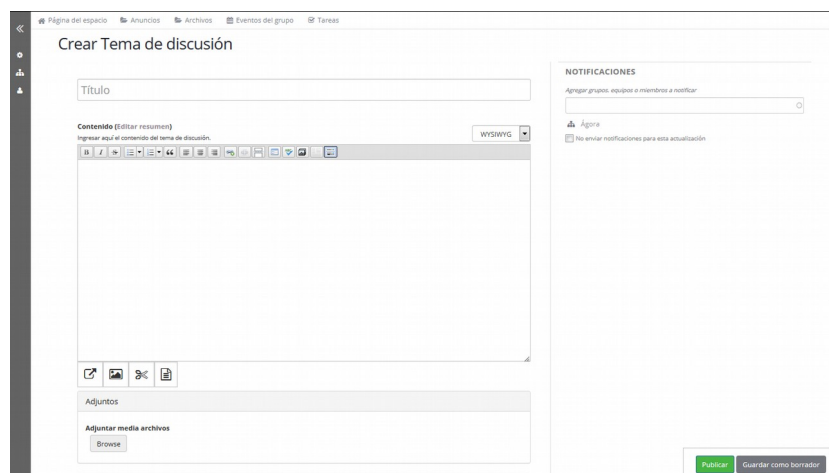 Página del espacio Anuncios Archivos Eventos del grupo Tareas
Crear Tema de discusión
Título
Contenido (Editar resumen)
Ingresar aquí el contenido del tema de discusión.
WYSIWYG
B I S
Adjuntos
Adjuntar media archivos
Browse
NOTIFICACIONES
Agregar grupos, equipos o miembros a notificar
Ágora
No enviar notificaciones para esta actualización
Publicar Guardar como borrador